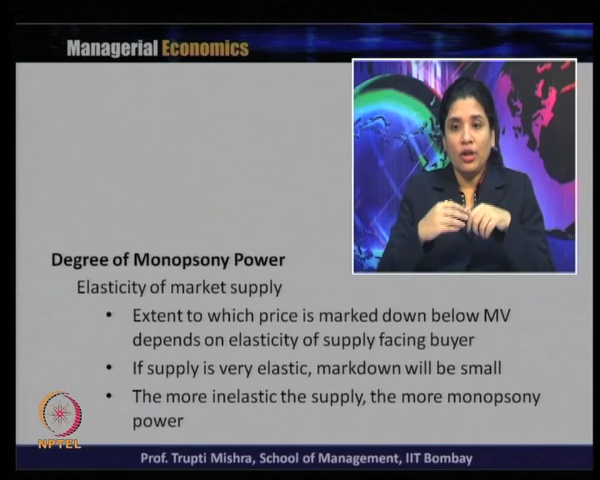 Managerial Economics
Degree of Monopsony Power
Elasticity of market supply
• Extent to which price is marked down below MV
depends on elasticity of supply facing buyer
• If supply is very elastic, markdown will be small
• The more inelastic the supply, the more monopsony
power
NPTEL
Prof. Trupti Mishra, School of Management, IIT Bombay